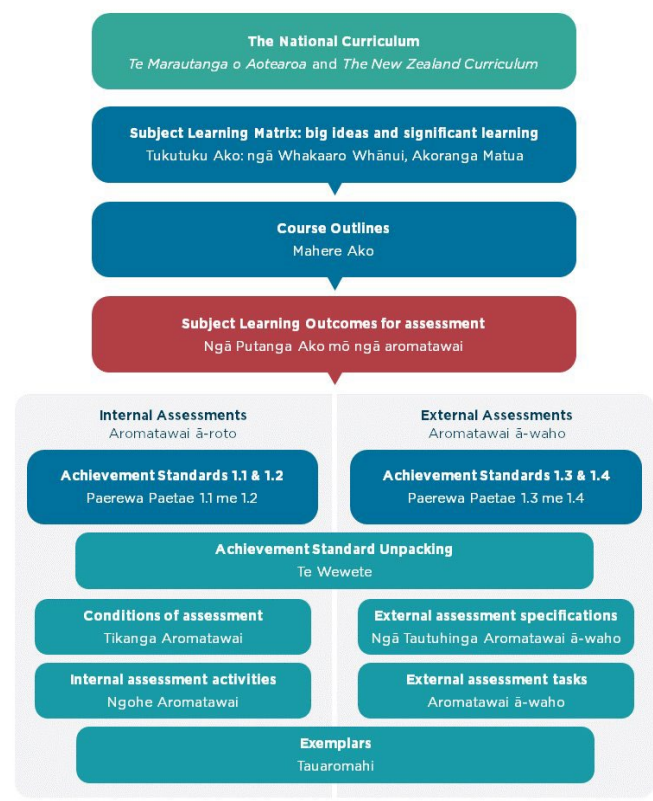 The National Curriculum
Te Marautanga o Aotearoa and The New Zealand Curriculum
Subject Learning Matrix: big ideas and significant learning
Tukutuku Ako: ngā Whakaaro Whānui, Akoranga Matua
Course Outlines
Mahere Ako
Subject Learning Outcomes for assessment
Ngā Putanga Ako mō ngā aromatawai
Internal Assessments
Aromatawai ā-roto
External Assessments
Aromatawai ā-waho
Achievement Standards 1.1 & 1.2
Paerewa Paetae 1.1 me 1.2
Achievement Standards 1.3 & 1.4
Paerewa Paetae 1.3 me 1.4
Achievement Standard Unpacking
Te Wewete
Conditions of assessment
Tikanga Aromatawai
External assessment specifications
Ngā Tautuhinga Aromatawai ā-waho
Internal assessment activities
Ngohe Aromatawai
External assessment tasks
Aromatawai ā-waho
Exemplars
Tauaromahi